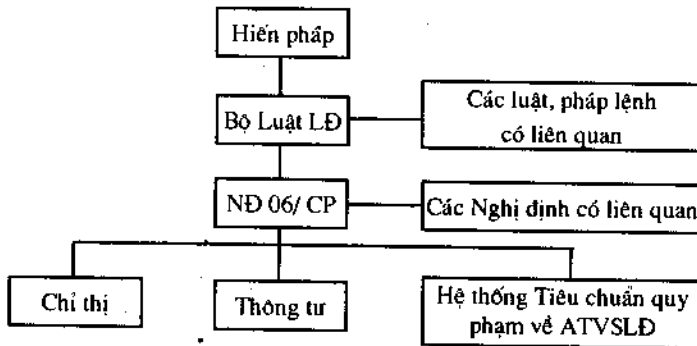 Hiến pháp
Bộ Luật LĐ
Các luật, pháp lệnh
có liên quan
NĐ 06/ CP
Các Nghị định có liên quan
Chỉ thị
Thông tư
Hệ thống Tiêu chuẩn quy
phạm về ATVSLĐ